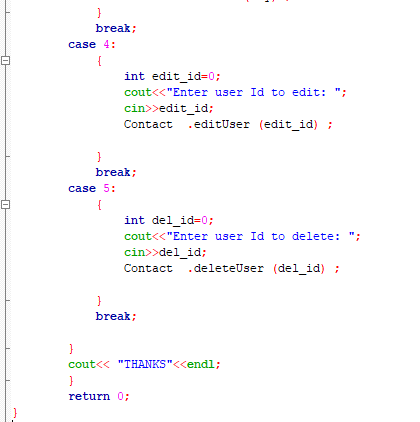 }
break;
case 4:
{
int edit_id=0;
cout<<"Enter user Id to edit: ";
cin>>edit_id;
Contact  .editUser (edit_id) ;
}
break;
case 5:
{
int del_id=0;
cout<<"Enter user Id to delete: ";
cin>>del_id;
Contact  .deleteUser (del_id) ;
}
break;
}
cout<< "THANKS"<<endl;
}
return 0;
}